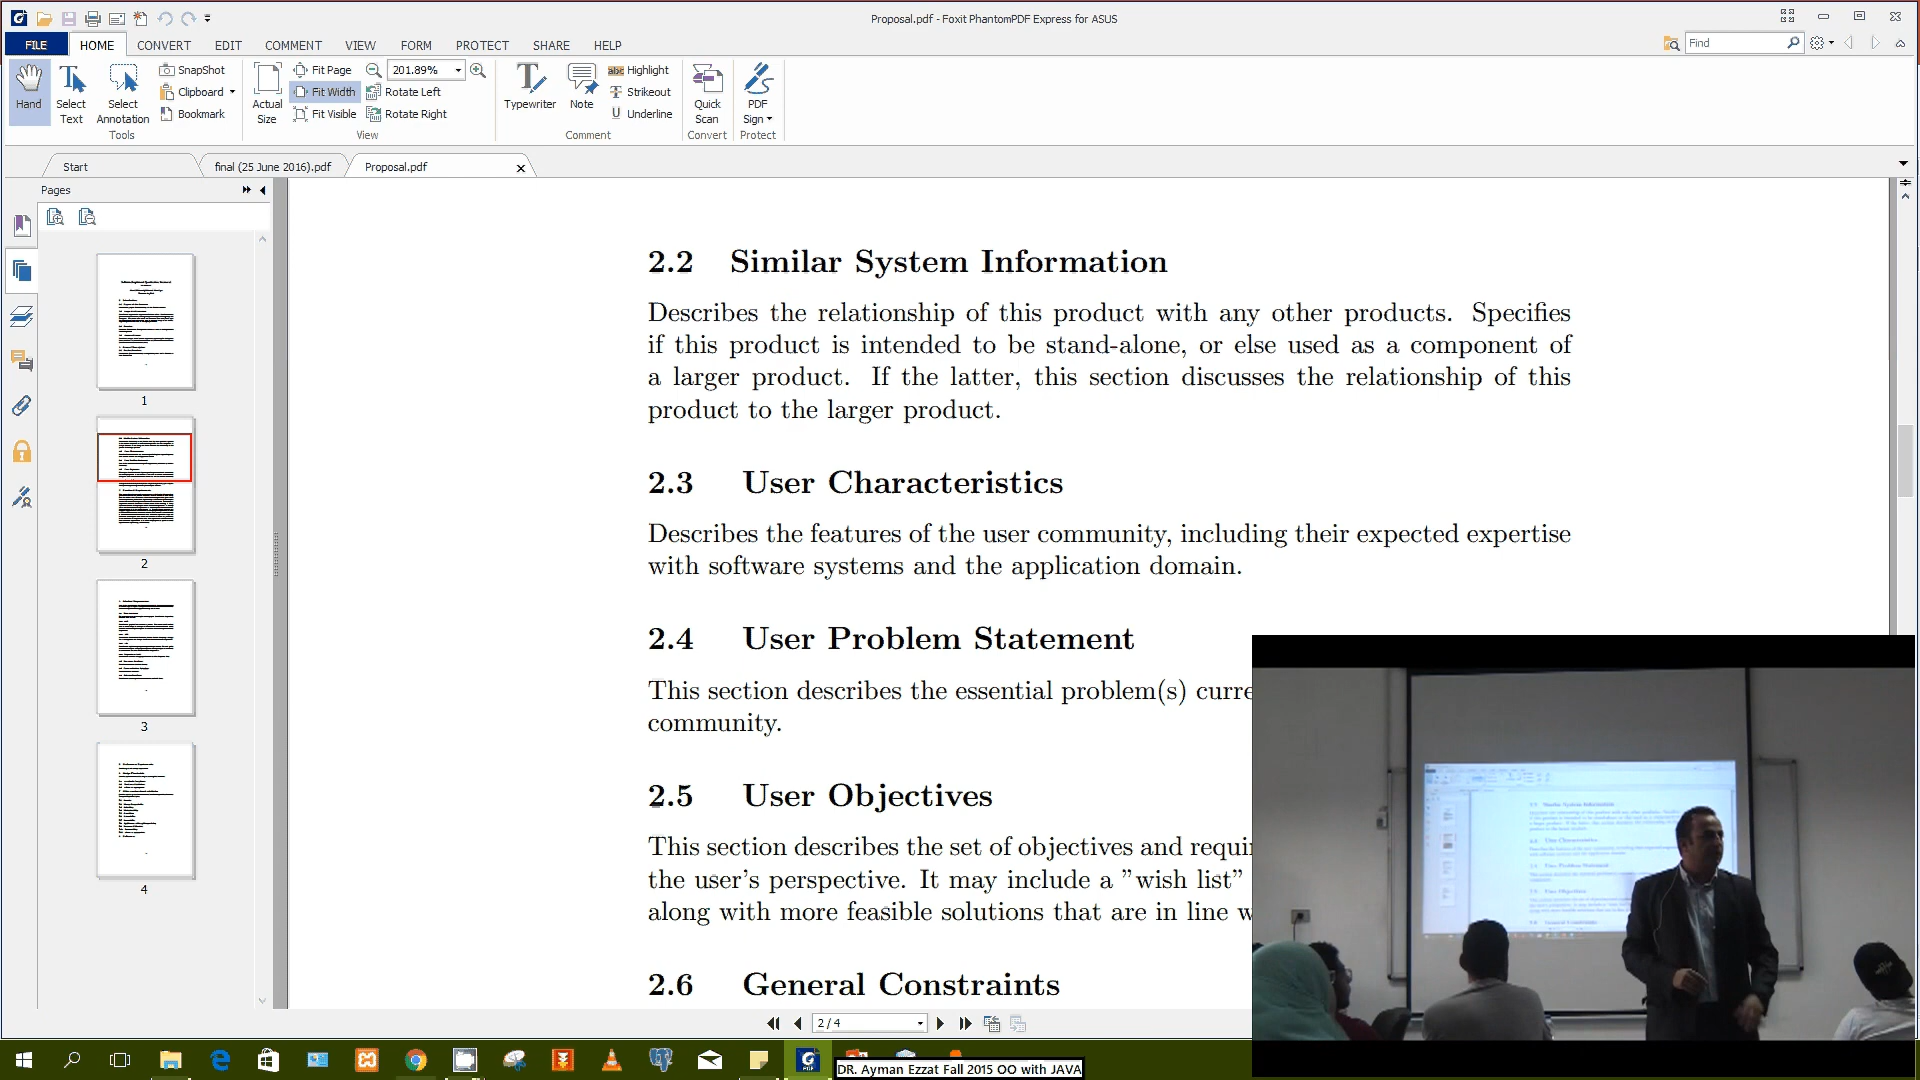 Proposal.pdf - Foxit PhantomPDF Express for ASUS
FILE HOME CONVERT EDIT COMMENT VIEW FORM PROTECT SHARE HELP
Find
Hand
Select Text
Select Annotation
SnapShot
Clipboard
Bookmark
Tools
Actual Size
Fit Page
Fit Width
Fit Visible
201.89%
Rotate Left
Rotate Right
View
Typewriter
Note
Highlight
Strikeout
Underline
Comment
Quick Scan
Convert
PDF Sign
Protect
Start
final (25 June 2016).pdf
Proposal.pdf
Pages
1
2
3
4
2.2 Similar System Information
Describes the relationship of this product with any other products. Specifies
if this product is intended to be stand-alone, or else used as a component of
a larger product. If the latter, this section discusses the relationship of this
product to the larger product.
2.3 User Characteristics
Describes the features of the user community, including their expected expertise
with software systems and the application domain.
2.4 User Problem Statement
This section describes the essential problem(s) curre
community.
2.5 User Objectives
This section describes the set of objectives and requi
the user's perspective. It may include a ”wish list”
along with more feasible solutions that are in line w
2.6 General Constraints
2 / 4
DR. Ayman Ezzat Fall 2015 OO with JAVA